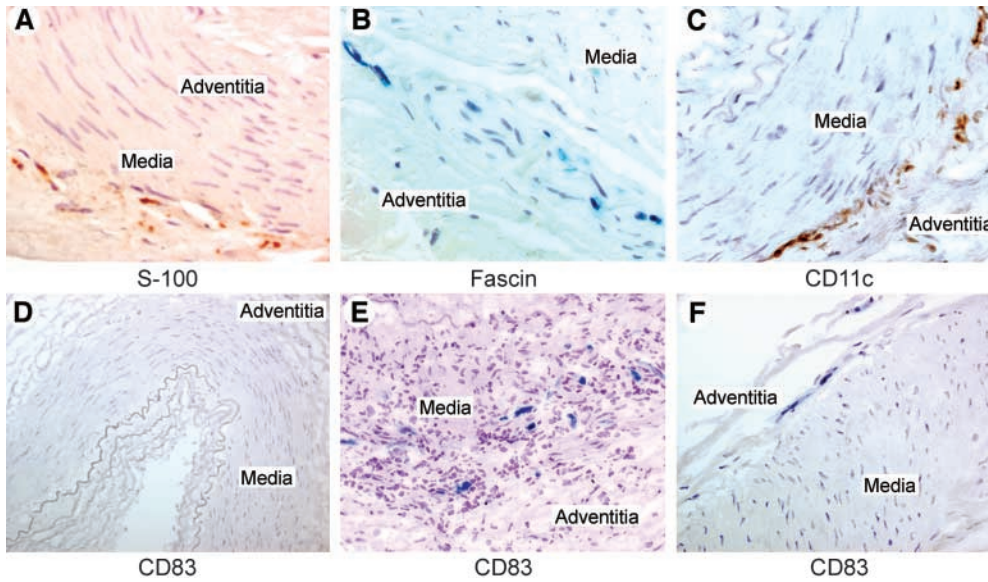 A
Adventitia
Media
S-100
B
Media
Adventitia
Fascin
C
Media
Adventitia
CD11c
D
Adventitia
Media
CD83
E
Media
Adventitia
CD83
F
Adventitia
Media
CD83